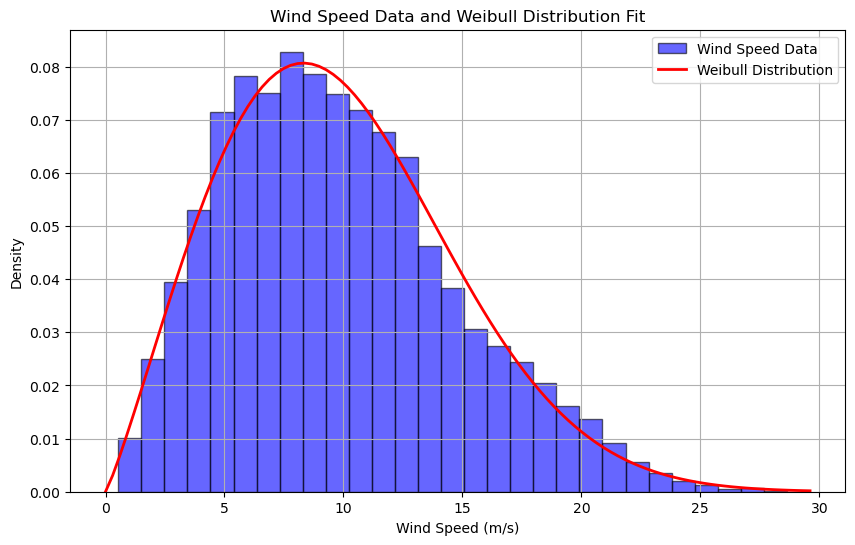 Wind Speed Data and Weibull Distribution Fit
Wind Speed Data
Weibull Distribution
Density
0.08
0.07
0.06
0.05
0.04
0.03
0.02
0.01
0.00
0 5 10 15 20 25 30
Wind Speed (m/s)